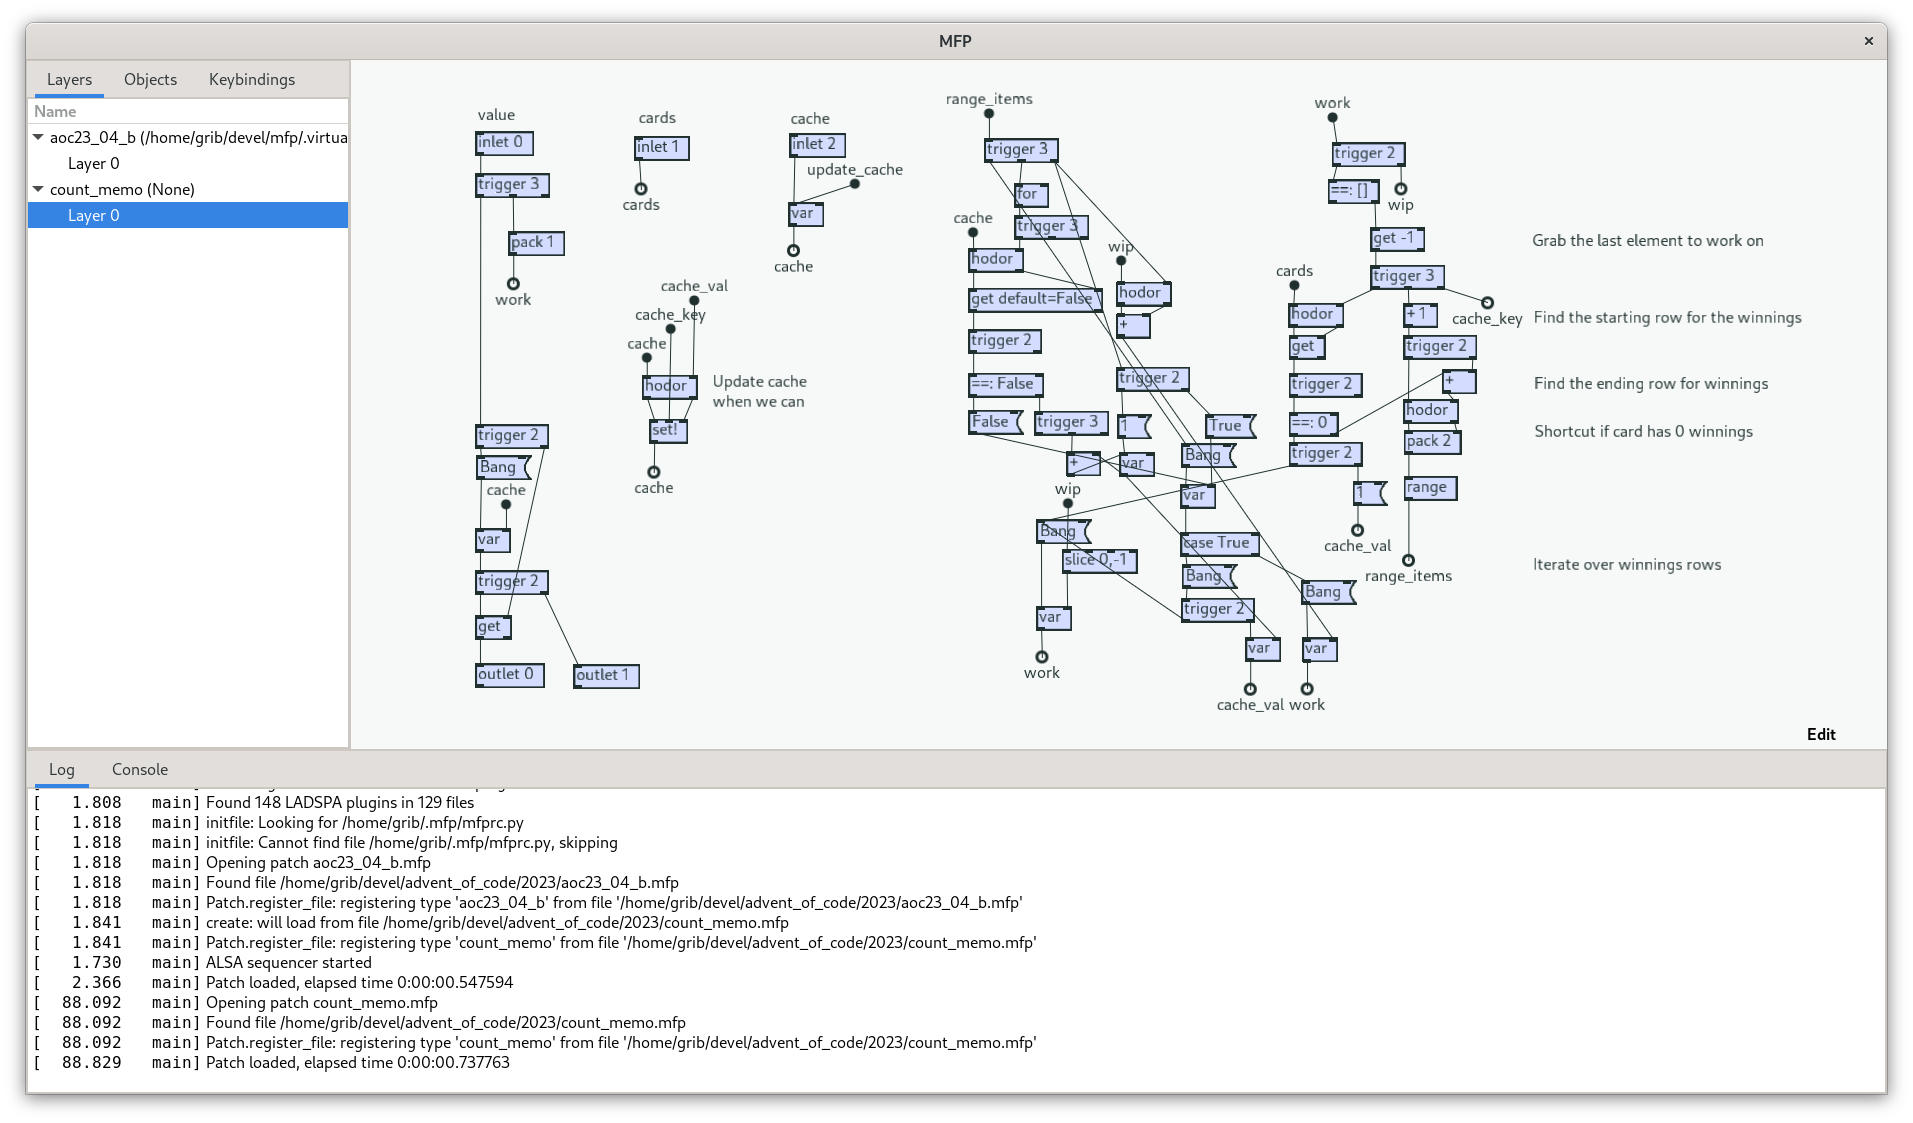 MFP
×
Layers Objects Keybindings
Name
aoc23_04_b (/home/grib/devel/mfp/.virtua
Layer 0
count_memo (None)
Layer 0
value
inlet 0
trigger 3
pack 1
work
trigger 2
Bang
cache
var
trigger 2
get
outlet 0
outlet 1
cards
inlet 1
cards
cache
inlet 2
update_cache
var
cache
cache_val
cache_key
cache
hodor
set!
cache
Update cache
when we can
range_items
trigger 3
for
trigger 3
cache
hodor
get default=False
trigger 2
==: False
False
trigger 3
+
wip
hodor
+
trigger 2
1
var
True
Bang
var
case True
Bang
trigger 2
var
cache_val
Bang
var
work
wip
Bang
slice 0,-1
var
work
work
trigger 2
==: []
wip
get -1
trigger 3
cache_key
cards
hodor
get
trigger 2
==: 0
trigger 2
1
cache_val
+ 1
trigger 2
+
hodor
pack 2
range
range_items
Grab the last element to work on
Find the starting row for the winnings
Find the ending row for winnings
Shortcut if card has 0 winnings
Iterate over winnings rows
Edit
Log Console
[ 1.808 main] Found 148 LADSPA plugins in 129 files
[ 1.818 main] initfile: Looking for /home/grib/.mfp/mfprc.py
[ 1.818 main] initfile: Cannot find file /home/grib/.mfp/mfprc.py, skipping
[ 1.818 main] Opening patch aoc23_04_b.mfp
[ 1.818 main] Found file /home/grib/devel/advent_of_code/2023/aoc23_04_b.mfp
[ 1.818 main] Patch.register_file: registering type 'aoc23_04_b' from file '/home/grib/devel/advent_of_code/2023/aoc23_04_b.mfp'
[ 1.841 main] create: will load from file /home/grib/devel/advent_of_code/2023/count_memo.mfp
[ 1.841 main] Patch.register_file: registering type 'count_memo' from file '/home/grib/devel/advent_of_code/2023/count_memo.mfp'
[ 1.730 main] ALSA sequencer started
[ 2.366 main] Patch loaded, elapsed time 0:00:00.547594
[ 88.092 main] Opening patch count_memo.mfp
[ 88.092 main] Found file /home/grib/devel/advent_of_code/2023/count_memo.mfp
[ 88.092 main] Patch.register_file: registering type 'count_memo' from file '/home/grib/devel/advent_of_code/2023/count_memo.mfp'
[ 88.829 main] Patch loaded, elapsed time 0:00:00.737763